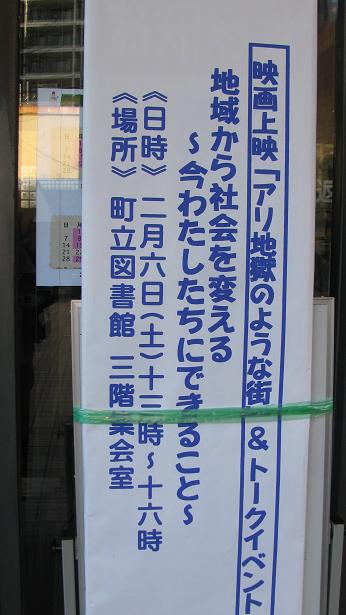 映画上映「アリ地獄のような街」&トークイベント
地域から社会を変える
～今わたしたちにできること～
《日時》 二月六日(土)十三時～十六時
《場所》 町立図書館 三階集会室